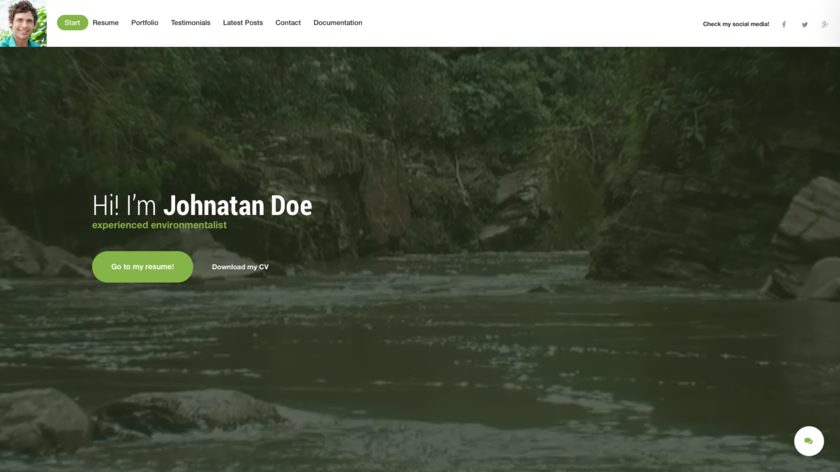 Start Resume Portfolio Testimonials Latest Posts Contact Documentation Check my social media!
Hi! I'm Johnatan Doe
experienced environmentalist
Go to my resume! Download my CV